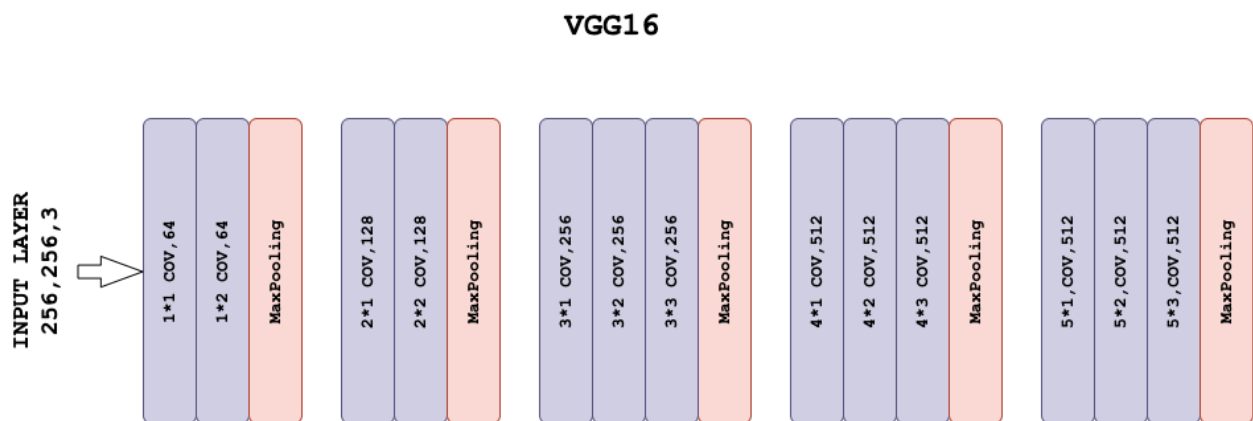 VGG16
INPUT LAYER
256,256,3
1*1 COV,64
1*2 COV,64
MaxPooling
2*1 COV,128
2*2 COV,128
MaxPooling
3*1 COV,256
3*2 COV,256
3*3 COV,256
MaxPooling
4*1 COV,512
4*2 COV,512
4*3 COV,512
MaxPooling
5*1,COV,512
5*2,COV,512
5*3,COV,512
MaxPooling